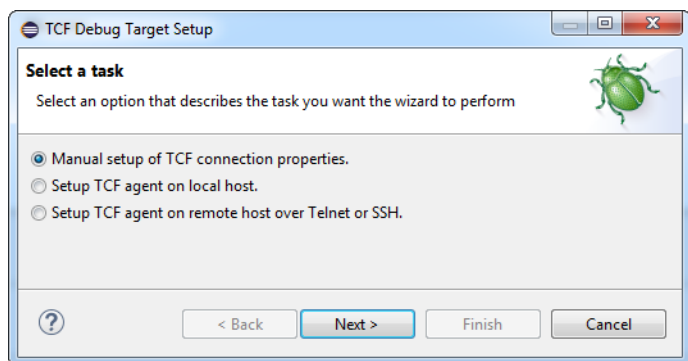 TCF Debug Target Setup
Select a task
Select an option that describes the task you want the wizard to perform
Manual setup of TCF connection properties.
Setup TCF agent on local host.
Setup TCF agent on remote host over Telnet or SSH.
?
< Back
Next >
Finish
Cancel